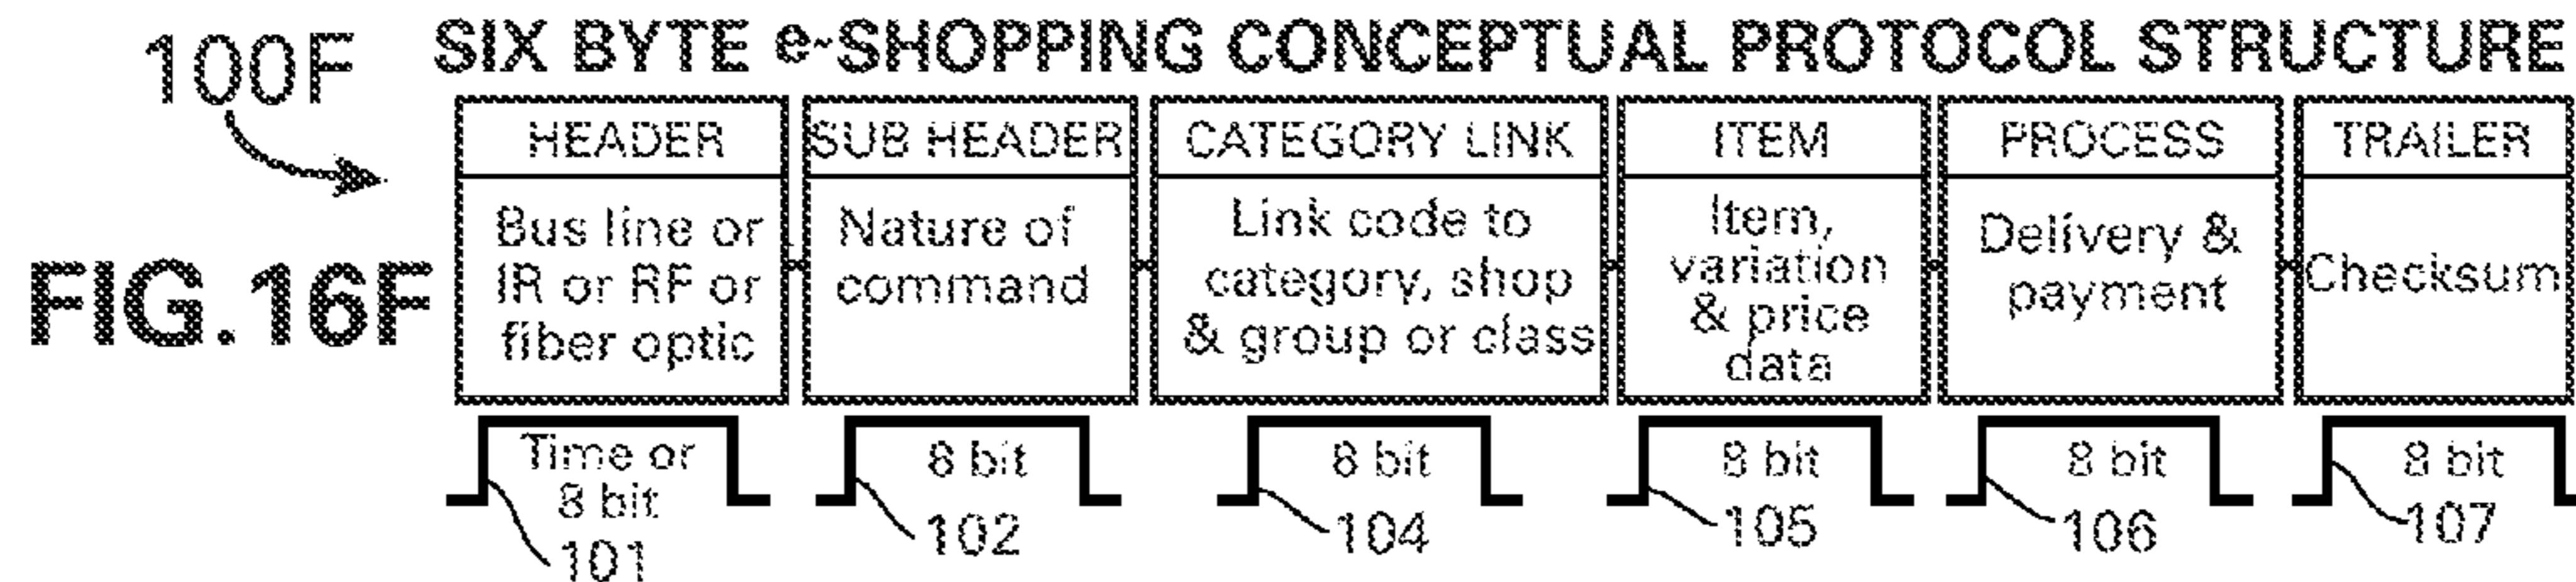 100F
SIX BYTE e-SHOPPING CONCEPTUAL PROTOCOL STRUCTURE
FIG.16F
HEADER
Bus line or
IR or RF or
fiber optic
Time or
8 bit
101
SUB HEADER
Nature of
command
8 bit
102
CATEGORY LINK
Link code to
category, shop
& group or class
8 bit
104
ITEM
Item,
variation
& price
data
8 bit
105
PROCESS
Delivery &
payment
8 bit
106
TRAILER
Checksum
8 bit
107